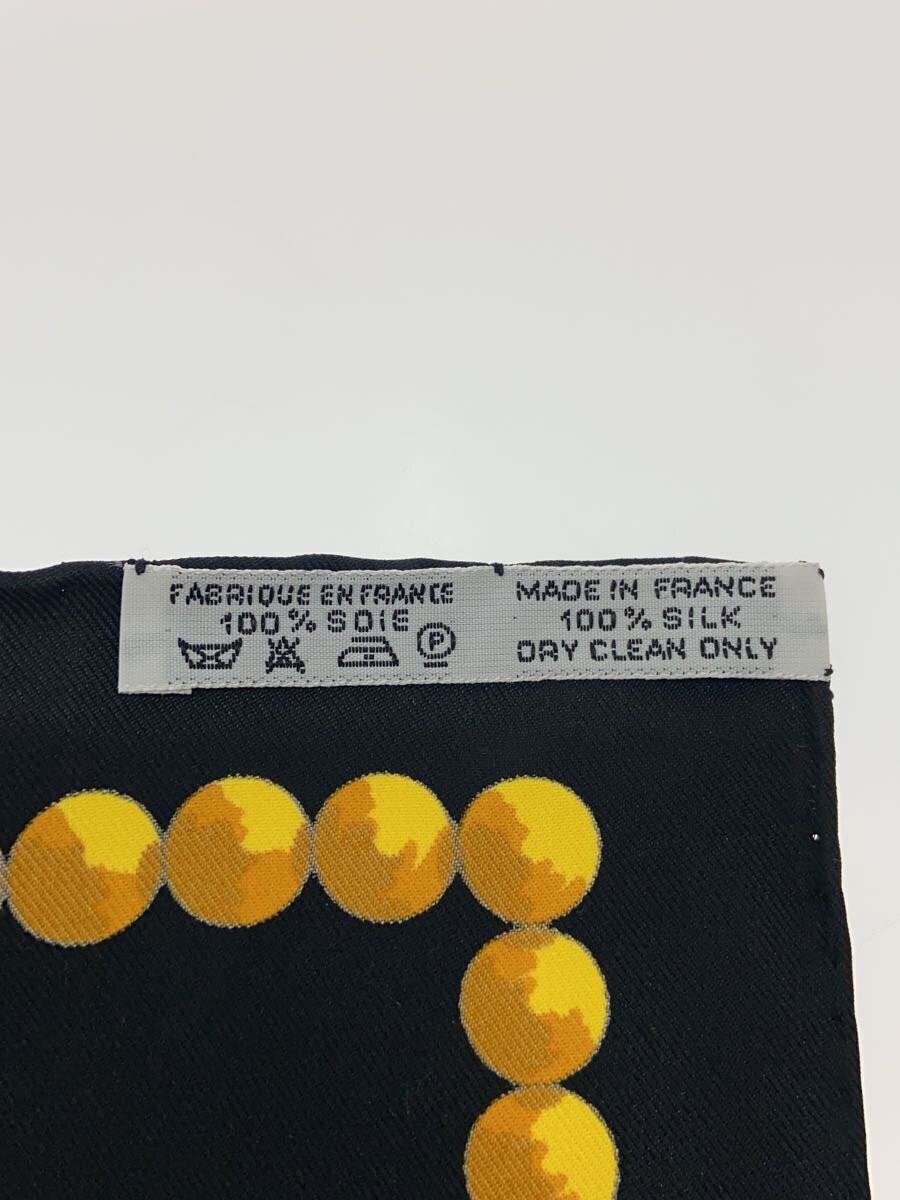 FABRIQUE EN FRANCE
100% SOIE
P
MADE IN FRANCE
100% SILK
DRY CLEAN ONLY